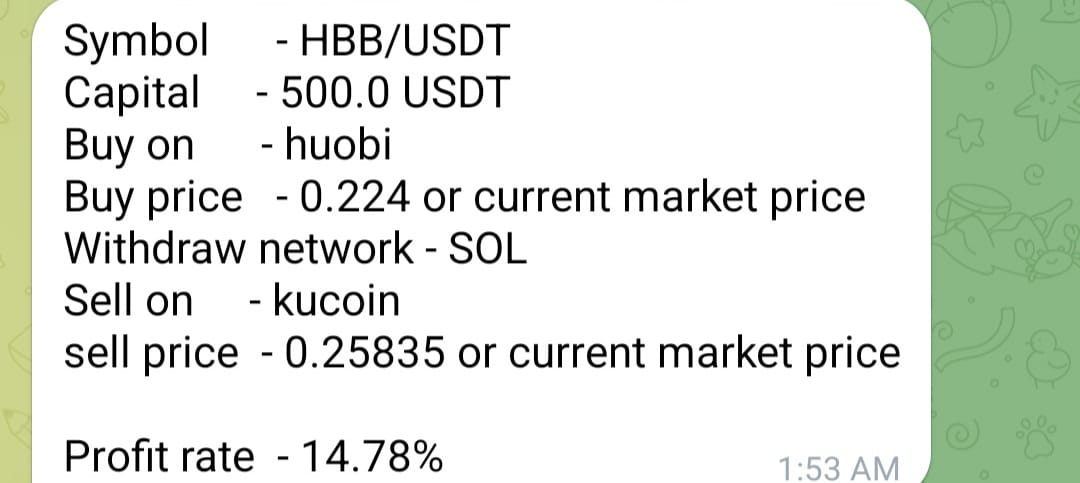 Symbol - HBB/USDT
Capital - 500.0 USDT
Buy on - huobi
Buy price - 0.224 or current market price
Withdraw network - SOL
Sell on - kucoin
sell price - 0.25835 or current market price
Profit rate - 14.78%
1:53 AM